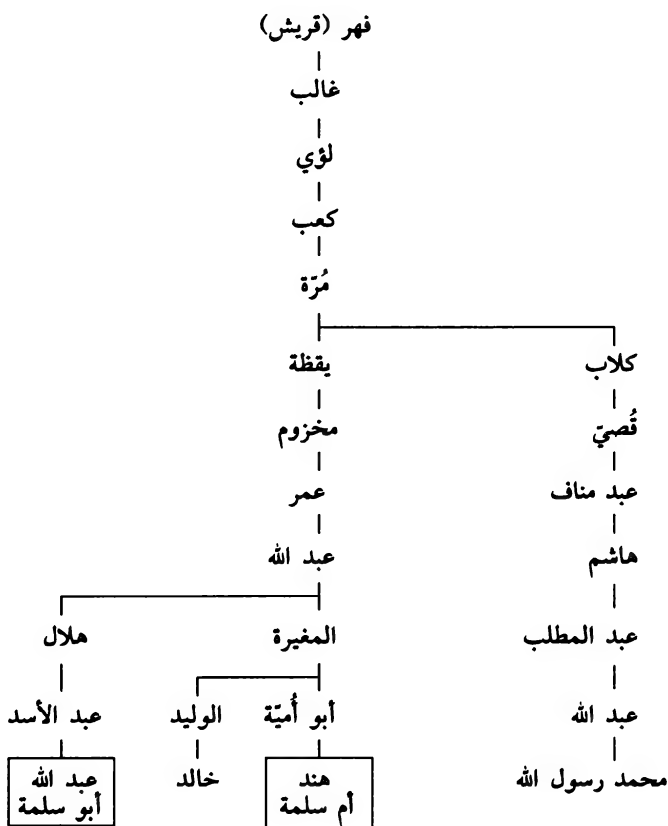 فهر (قريش)
غالب
لؤي
كعب
مُرّة
كلاب يقظة
قُصيّ مخزوم
عبد مناف عمر
هاشم عبد الله
عبد المطلب المغيرة هلال
عبد الله أبو أُميّة الوليد عبد الأسد
محمد رسول الله هند خالد عبد الله
أم سلمة أبو سلمة